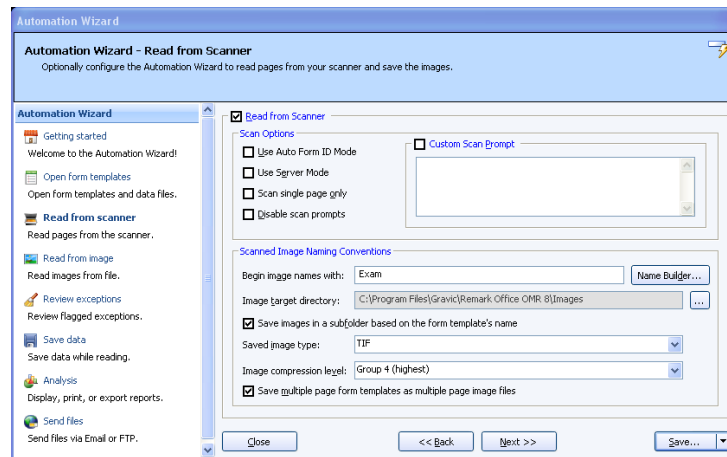 Automation Wizard
Automation Wizard - Read from Scanner
Optionally configure the Automation Wizard to read pages from your scanner and save the images.
Automation Wizard
Getting started
Welcome to the Automation Wizard!
Open form templates
Open form templates and data files.
Read from scanner
Read pages from the scanner.
Read from image
Read images from file.
Review exceptions
Review flagged exceptions.
Save data
Save data while reading.
Analysis
Display, print, or export reports.
Send files
Send files via Email or FTP.
Read from Scanner
Scan Options
Use Auto Form ID Mode
Use Server Mode
Scan single page only
Disable scan prompts
Custom Scan Prompt
Scanned Image Naming Conventions
Begin image names with: Exam Name Builder...
Image target directory: C:\Program Files\Gravic\Remark Office OMR 8\Images ...
Save images in a subfolder based on the form template's name
Saved image type: TIF
Image compression level: Group 4 (highest)
Save multiple page form templates as multiple page image files
Close << Back Next >> Save...